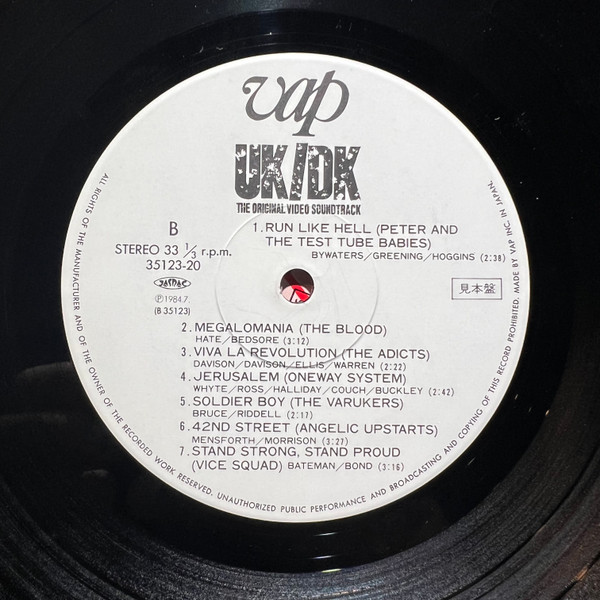 vap
UK/DK
THE ORIGINAL VIDEO SOUNDTRACK
B
STEREO 33 1/3 r.p.m.
35123-20
JASRAC
Ⓟ1984.7.
(B 35123)
見本盤
1.RUN LIKE HELL (PETER AND
THE TEST TUBE BABIES)
BYWATERS/GREENING/HOGGINS (2:38)
2.MEGALOMANIA (THE BLOOD)
HATE/BEDSORE (3:12)
3.VIVA LA REVOLUTION (THE ADICTS)
DAVISON/DAVISON/ELLIS/WARREN (2:22)
4.JERUSALEM (ONEWAY SYSTEM)
WHYTE/ROSS/HALLIDAY/COUCH/BUCKLEY (2:42)
5.SOLDIER BOY (THE VARUKERS)
BRUCE/RIDDELL (2:17)
6.42ND STREET (ANGELIC UPSTARTS)
MENSFORTH/MORRISON (3:27)
7.STAND STRONG, STAND PROUD
(VICE SQUAD) BATEMAN/BOND (3:16)
ALL RIGHTS OF THE MANUFACTURER AND OF THE OWNER OF THE RECORDED WORK RESERVED. UNAUTHORIZED PUBLIC PERFORMANCE AND BROADCASTING AND COPYING OF THIS RECORD PROHIBITED. MADE BY VAP INC. IN JAPAN.